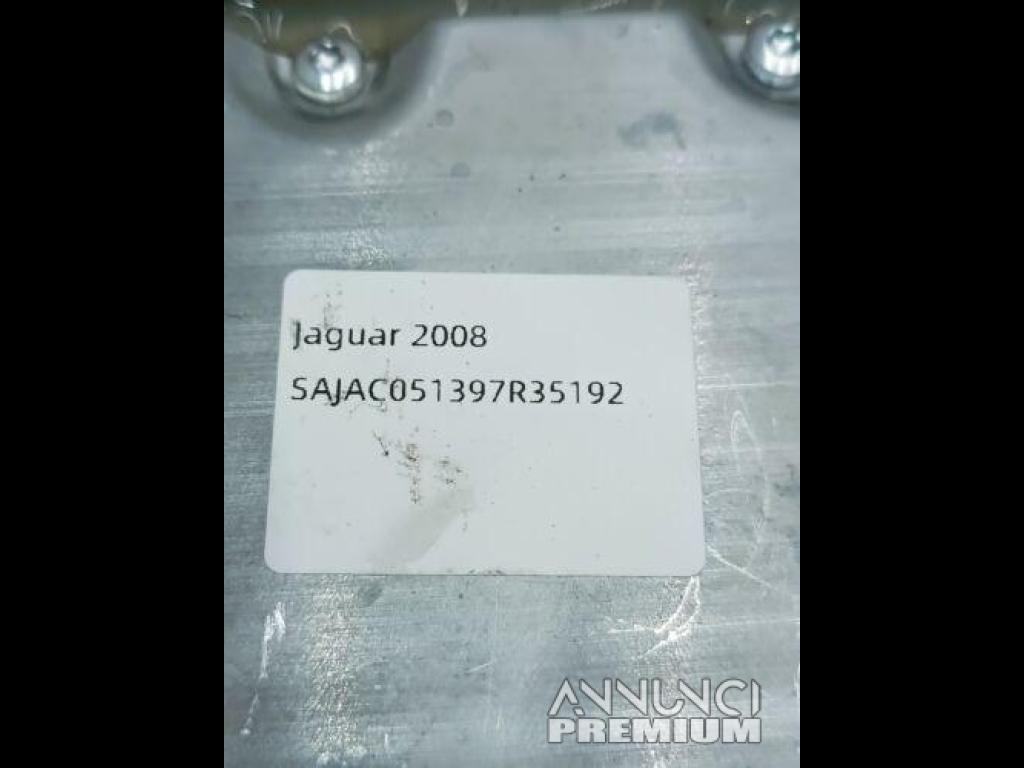 Jaguar 2008
SAJAC051397R35192
ANNUNCI
PREMIUM